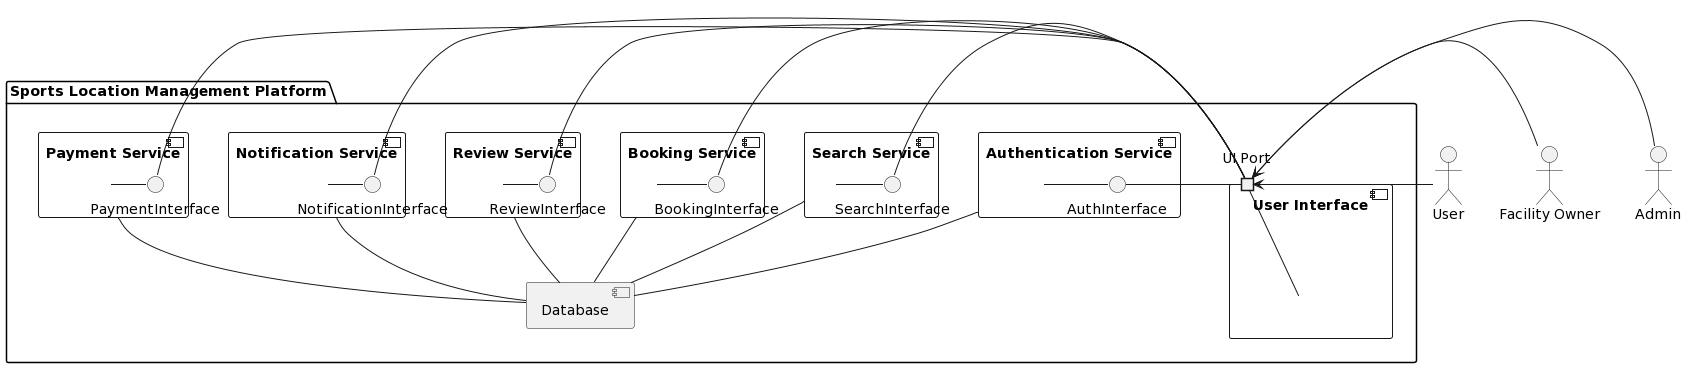 Sports Location Management Platform
Payment Service
Notification Service
Review Service
Booking Service
Search Service
Authentication Service
UI Port
PaymentInterface
NotificationInterface
ReviewInterface
BookingInterface
SearchInterface
AuthInterface
User Interface
User
Facility Owner
Admin
Database